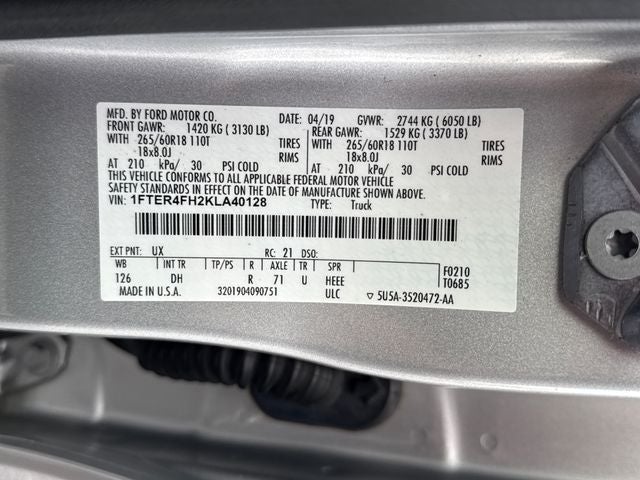 MFD. BY FORD MOTOR CO. DATE: 04/19 GVWR: 2744 KG ( 6050 LB)
FRONT GAWR: 1420 KG ( 3130 LB) REAR GAWR: 1529 KG ( 3370 LB)
WITH 265/60R18 110T TIRES WITH 265/60R18 110T TIRES
18x8.0J RIMS 18x8.0J RIMS
AT 210 kPa/ 30 PSI COLD AT 210 kPa/ 30 PSI COLD
THIS VEHICLE CONFORMS TO ALL APPLICABLE FEDERAL MOTOR VEHICLE
SAFETY STANDARDS IN EFFECT ON THE DATE OF MANUFACTURE SHOWN ABOVE.
VIN: 1FTER4FH2KLA40128 TYPE: Truck
EXT PNT: UX RC: 21 DSO:
WB INT TR TP/PS R AXLE TR SPR F0210
126 DH R 71 U HEEE T0685
MADE IN U.S.A. 3201904090751 ULC ▽ 5U5A-3520472-AA